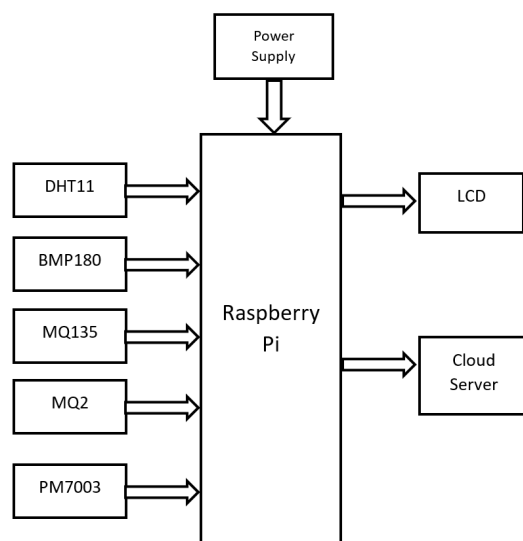 Power
Supply
DHT11
BMP180
MQ135
MQ2
PM7003
Raspberry
Pi
LCD
Cloud
Server